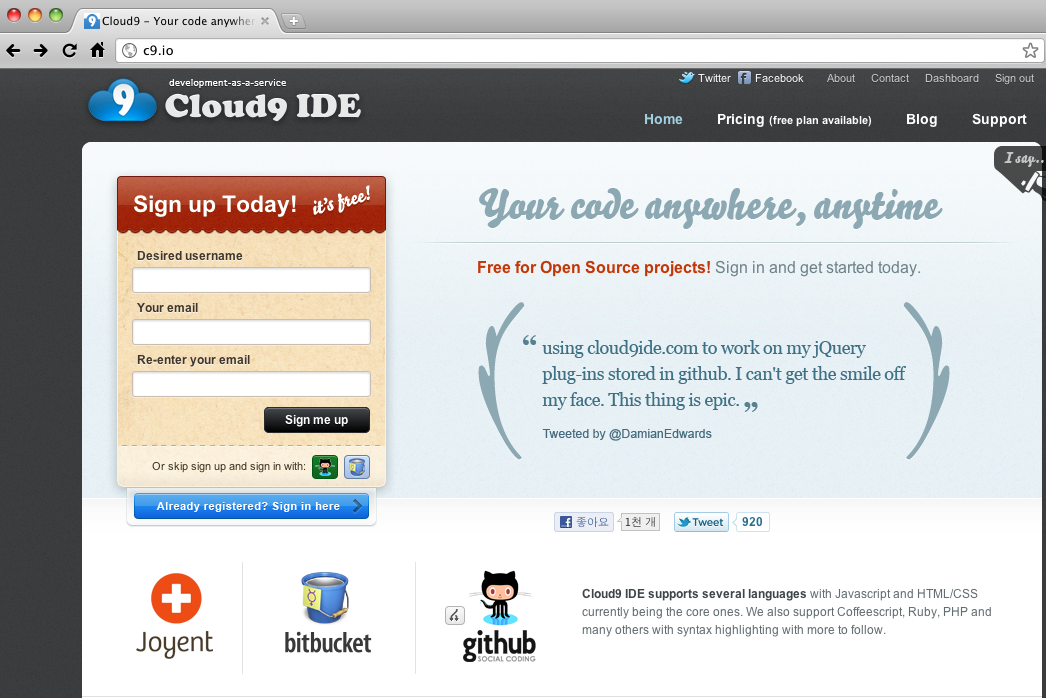 Cloud9 – Your code anywher
c9.io
Twitter Facebook About Contact Dashboard Sign out
9 development-as-a-service
Cloud9 IDE
Home Pricing (free plan available) Blog Support
I say..
Sign up Today! it's free!
Desired username
Your email
Re-enter your email
Sign me up
Or skip sign up and sign in with:
Already registered? Sign in here
Your code anywhere, anytime
Free for Open Source projects! Sign in and get started today.
“ using cloud9ide.com to work on my jQuery
plug-ins stored in github. I can't get the smile off
my face. This thing is epic. ”
Tweeted by @DamianEdwards
좋아요 1천 개 Tweet 920
Joyent
bitbucket
github
SOCIAL CODING
Cloud9 IDE supports several languages with Javascript and HTML/CSS
currently being the core ones. We also support Coffeescript, Ruby, PHP and
many others with syntax highlighting with more to follow.